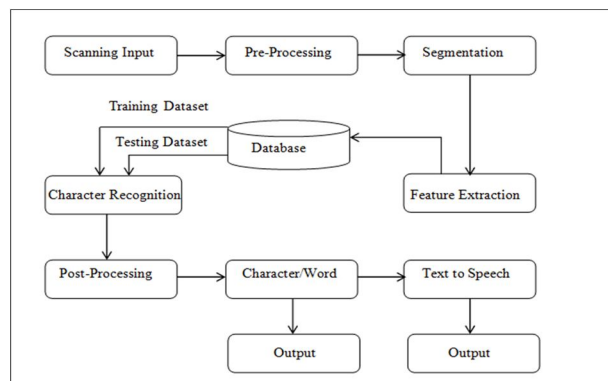 Scanning Input
Pre-Processing
Segmentation
Training Dataset
Testing Dataset
Database
Character Recognition
Feature Extraction
Post-Processing
Character/Word
Text to Speech
Output
Output